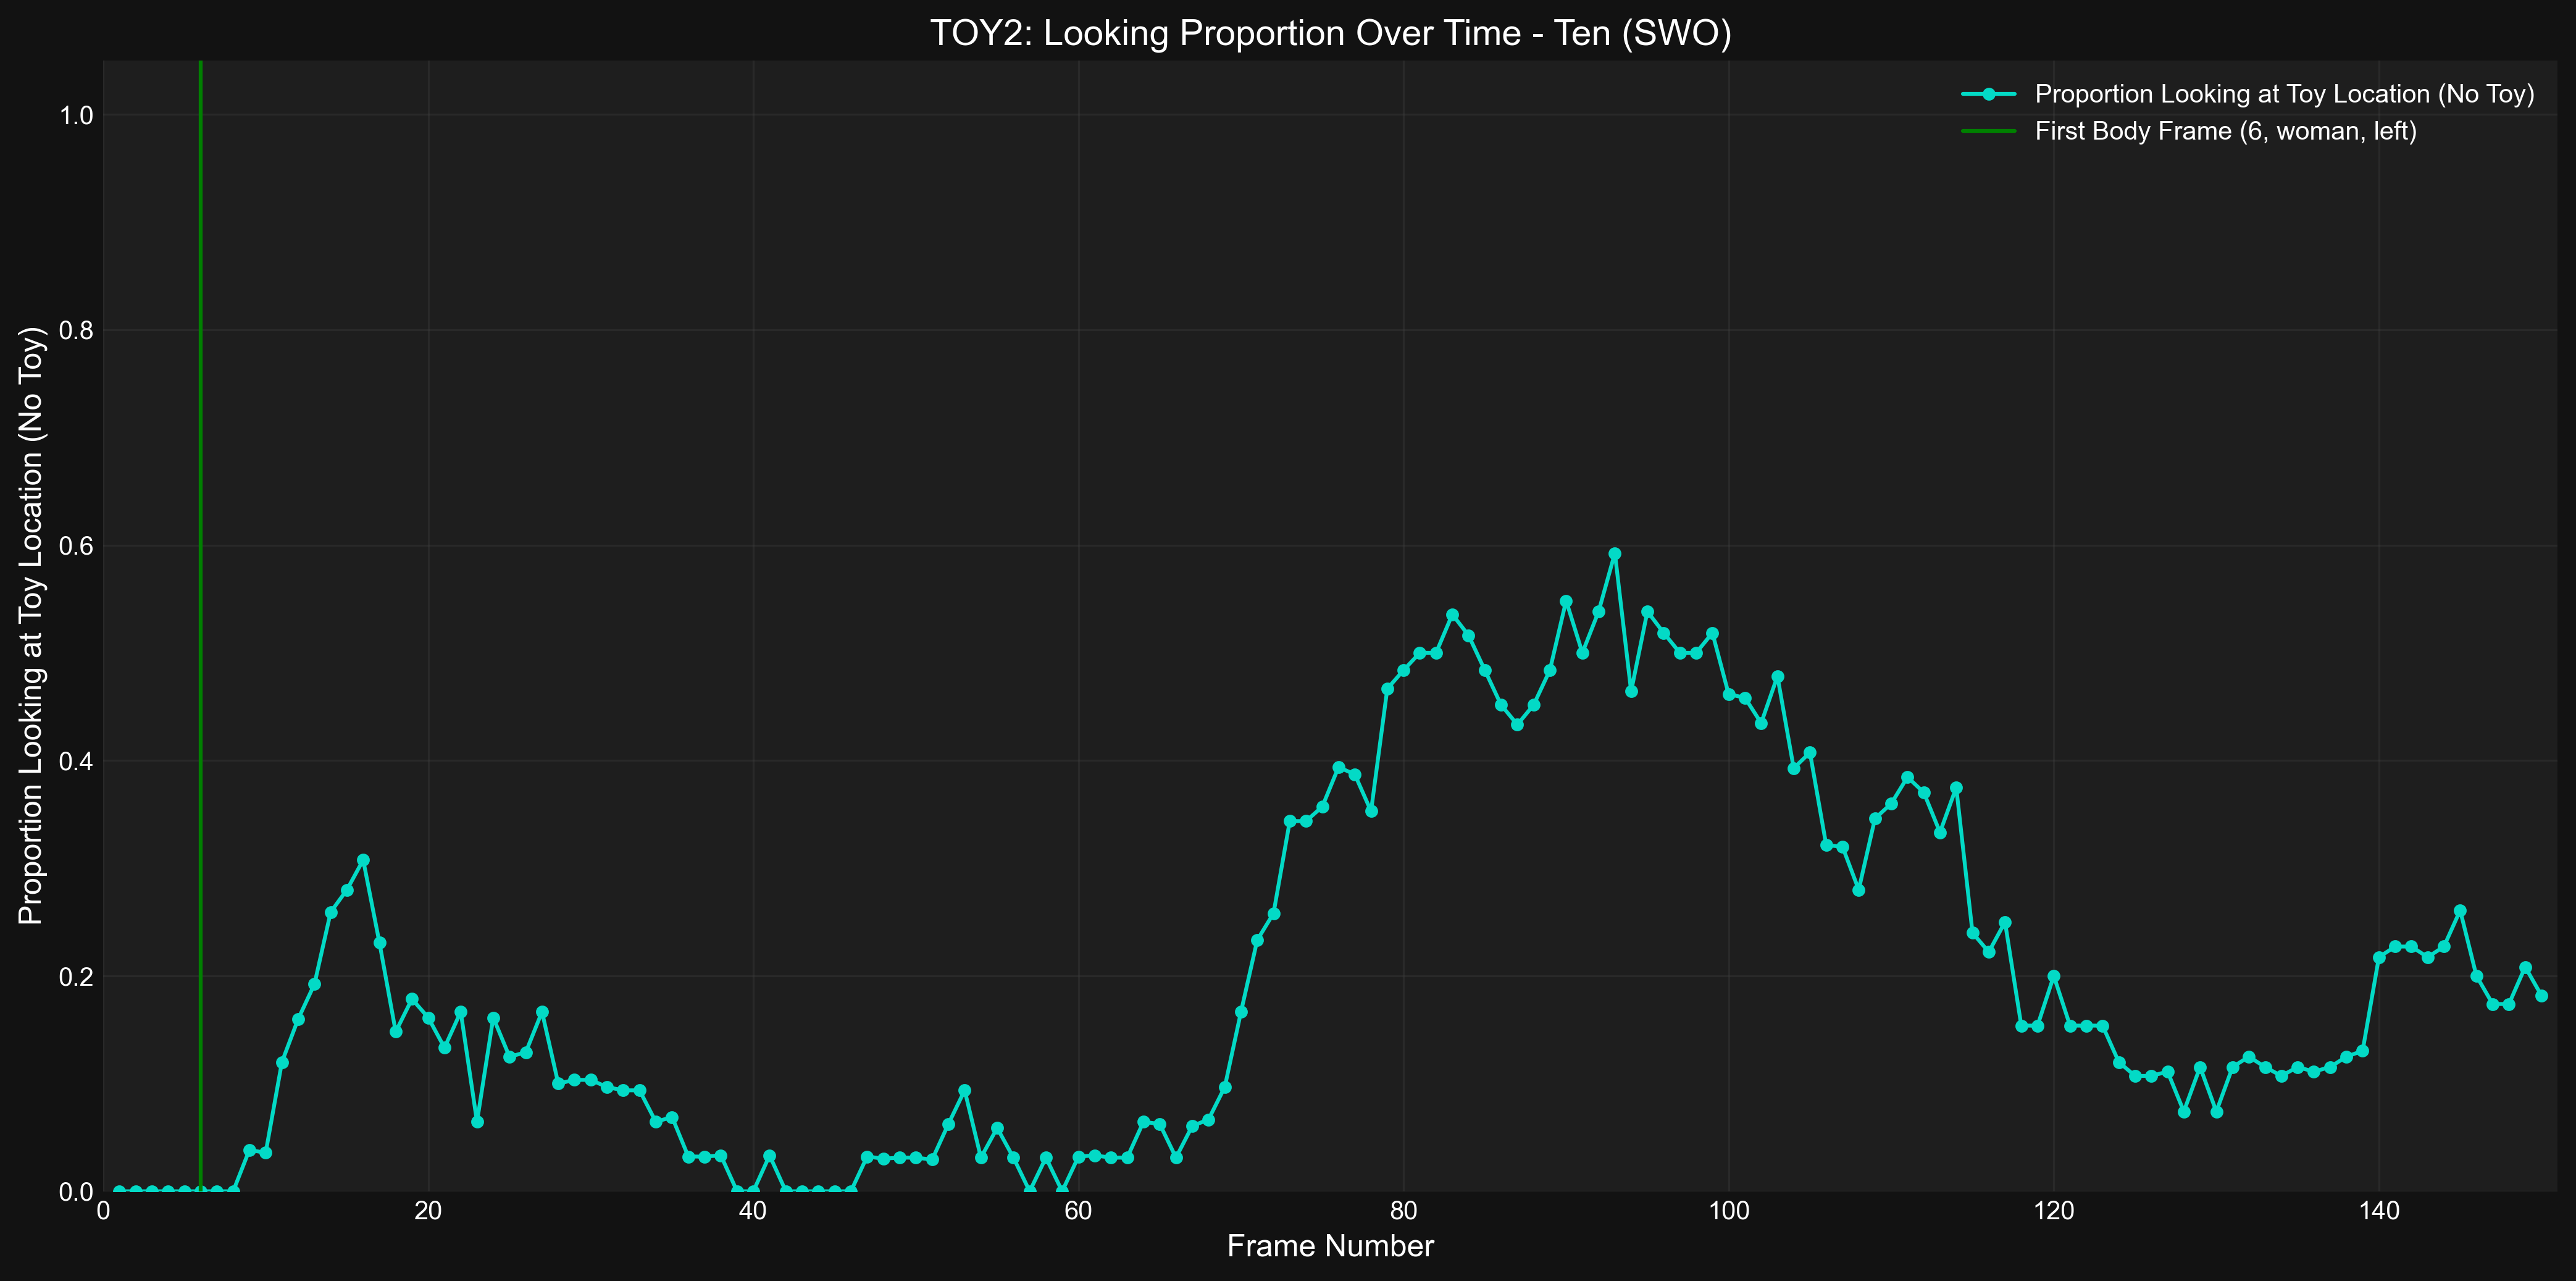 TOY2: Looking Proportion Over Time - Ten (SWO)
Proportion Looking at Toy Location (No Toy)
First Body Frame (6, woman, left)
Proportion Looking at Toy Location (No Toy)
1.0
0.8
0.6
0.4
0.2
0.0
0 20 40 60 80 100 120 140
Frame Number